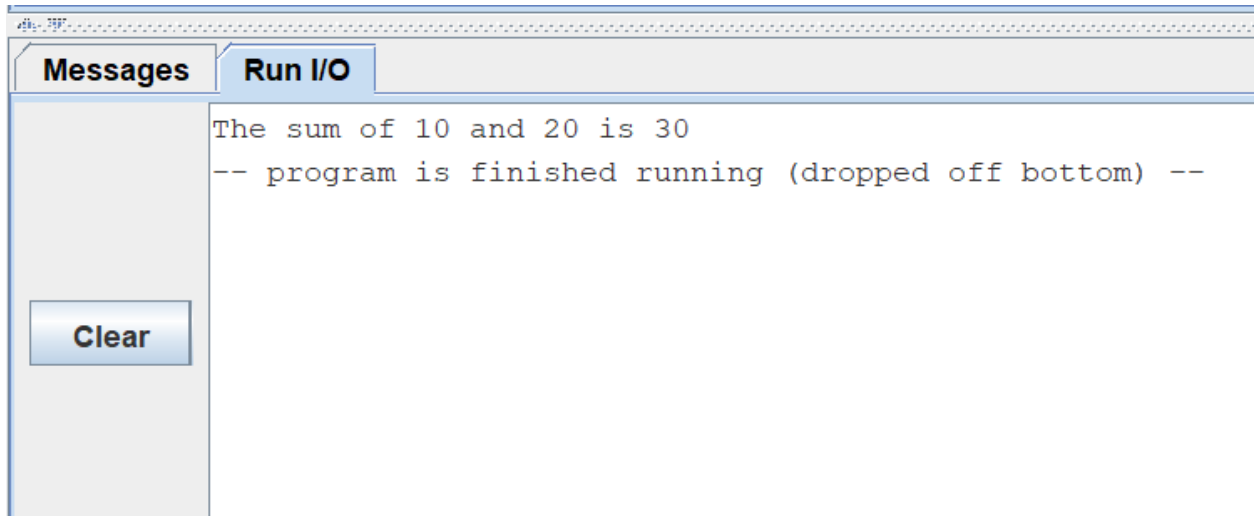 Messages Run I/O
The sum of 10 and 20 is 30
-- program is finished running (dropped off bottom) --
Clear